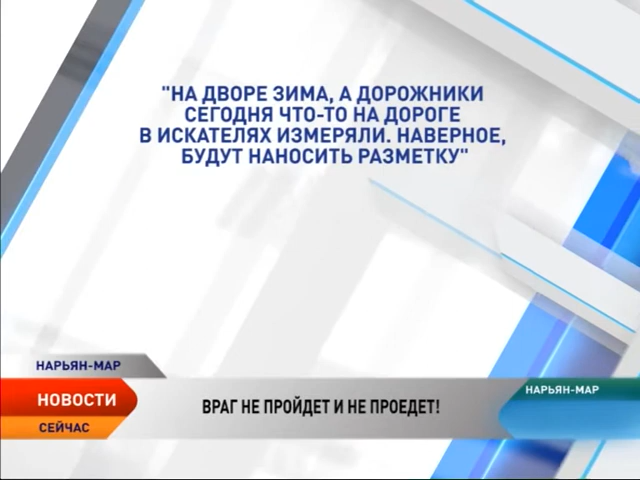 "НА ДВОРЕ ЗИМА, А ДОРОЖНИКИ
СЕГОДНЯ ЧТО-ТО НА ДОРОГЕ
В ИСКАТЕЛЯХ ИЗМЕРЯЛИ. НАВЕРНОЕ,
БУДУТ НАНОСИТЬ РАЗМЕТКУ"
НАРЬЯН-МАР
НОВОСТИ
СЕЙЧАС
ВРАГ НЕ ПРОЙДЕТ И НЕ ПРОЕДЕТ!
НАРЬЯН-МАР